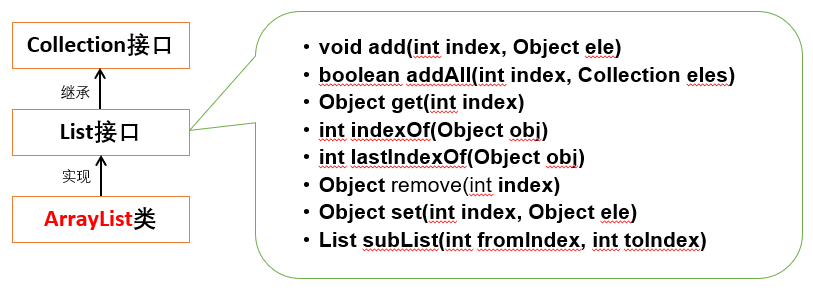 Collection接口
继承
List接口
实现
ArrayList类
• void add(int index, Object ele)
• boolean addAll(int index, Collection eles)
• Object get(int index)
• int indexOf(Object obj)
• int lastIndexOf(Object obj)
• Object remove(int index)
• Object set(int index, Object ele)
• List subList(int fromIndex, int toIndex)